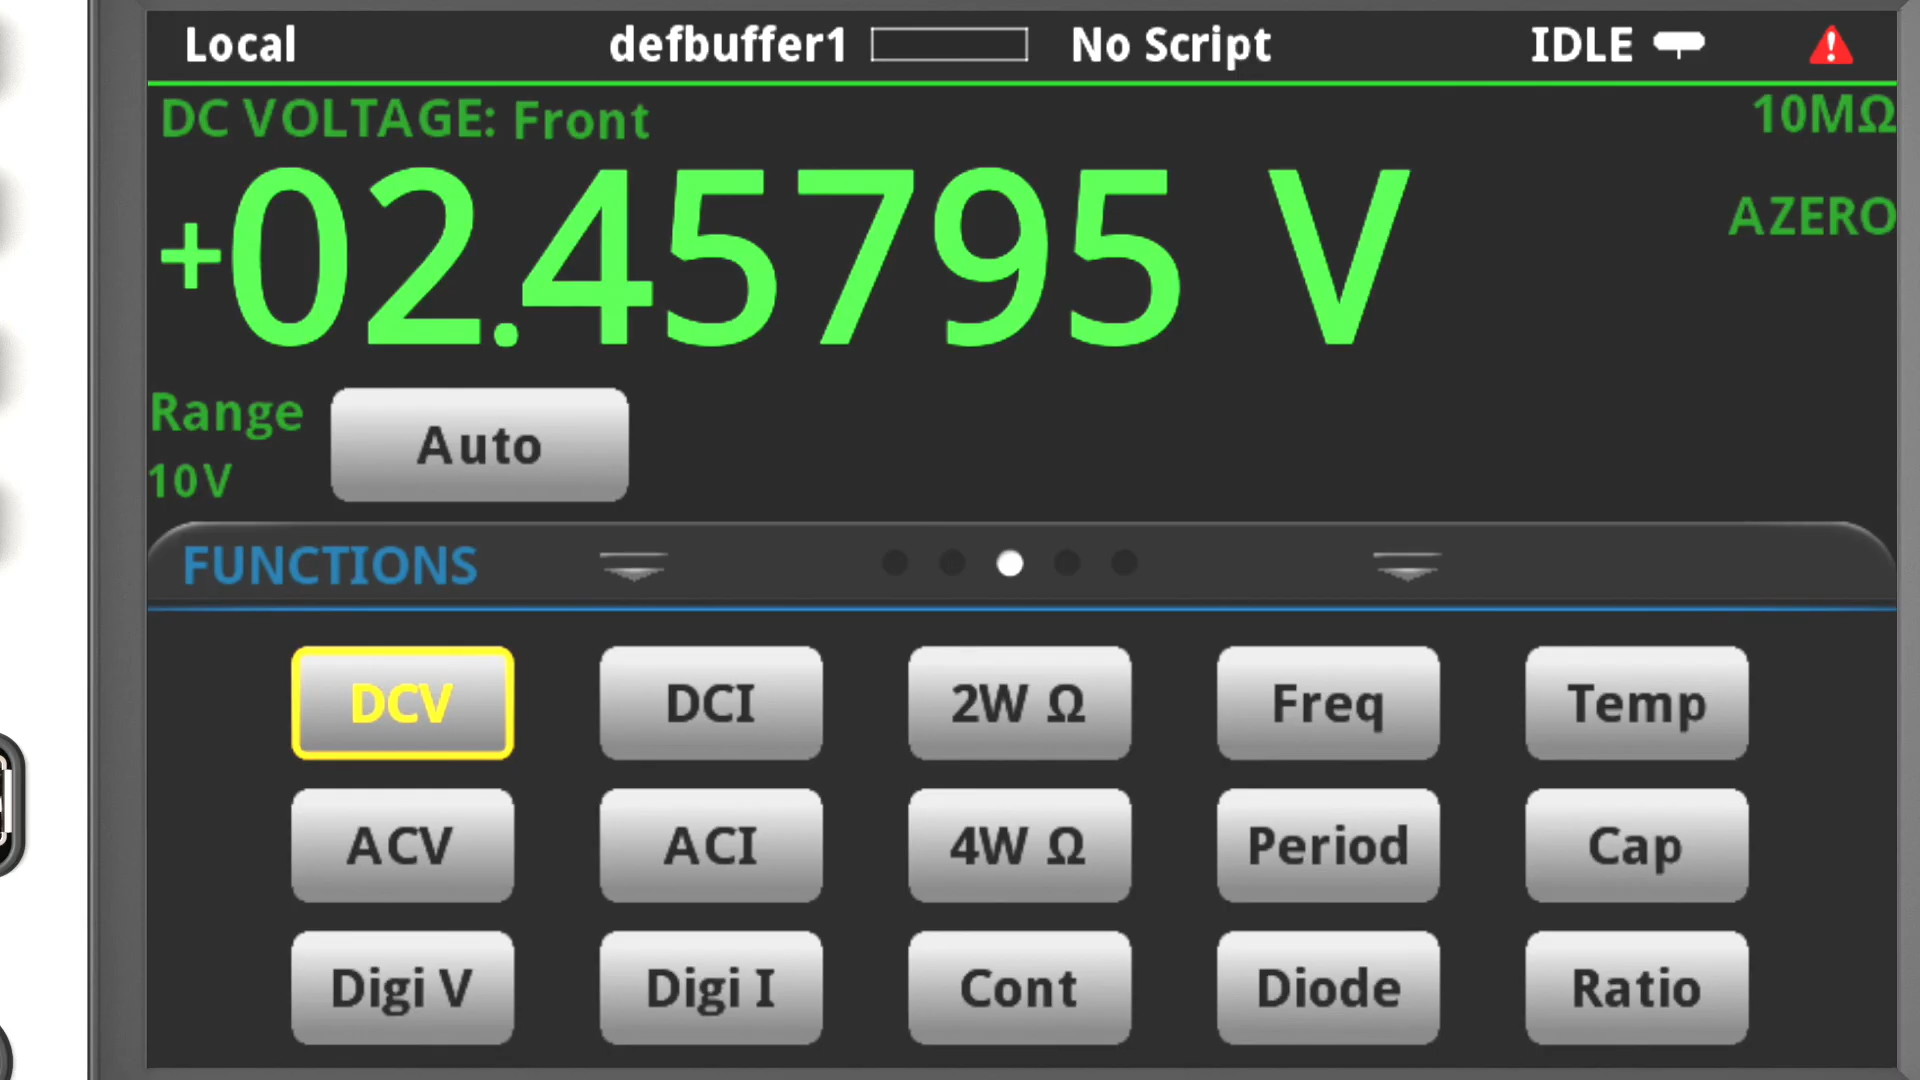 Local defbuffer1 No Script IDLE
DC VOLTAGE: Front 10MΩ
+02.45795 V
AZERO
Range Auto
10V
FUNCTIONS
DCV DCI 2W Ω Freq Temp
ACV ACI 4W Ω Period Cap
Digi V Digi I Cont Diode Ratio